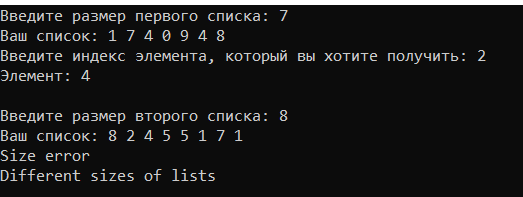 Введите размер первого списка: 7
Ваш список: 1 7 4 0 9 4 8
Введите индекс элемента, который вы хотите получить: 2
Элемент: 4
Введите размер второго списка: 8
Ваш список: 8 2 4 5 5 1 7 1
Size error
Different sizes of lists